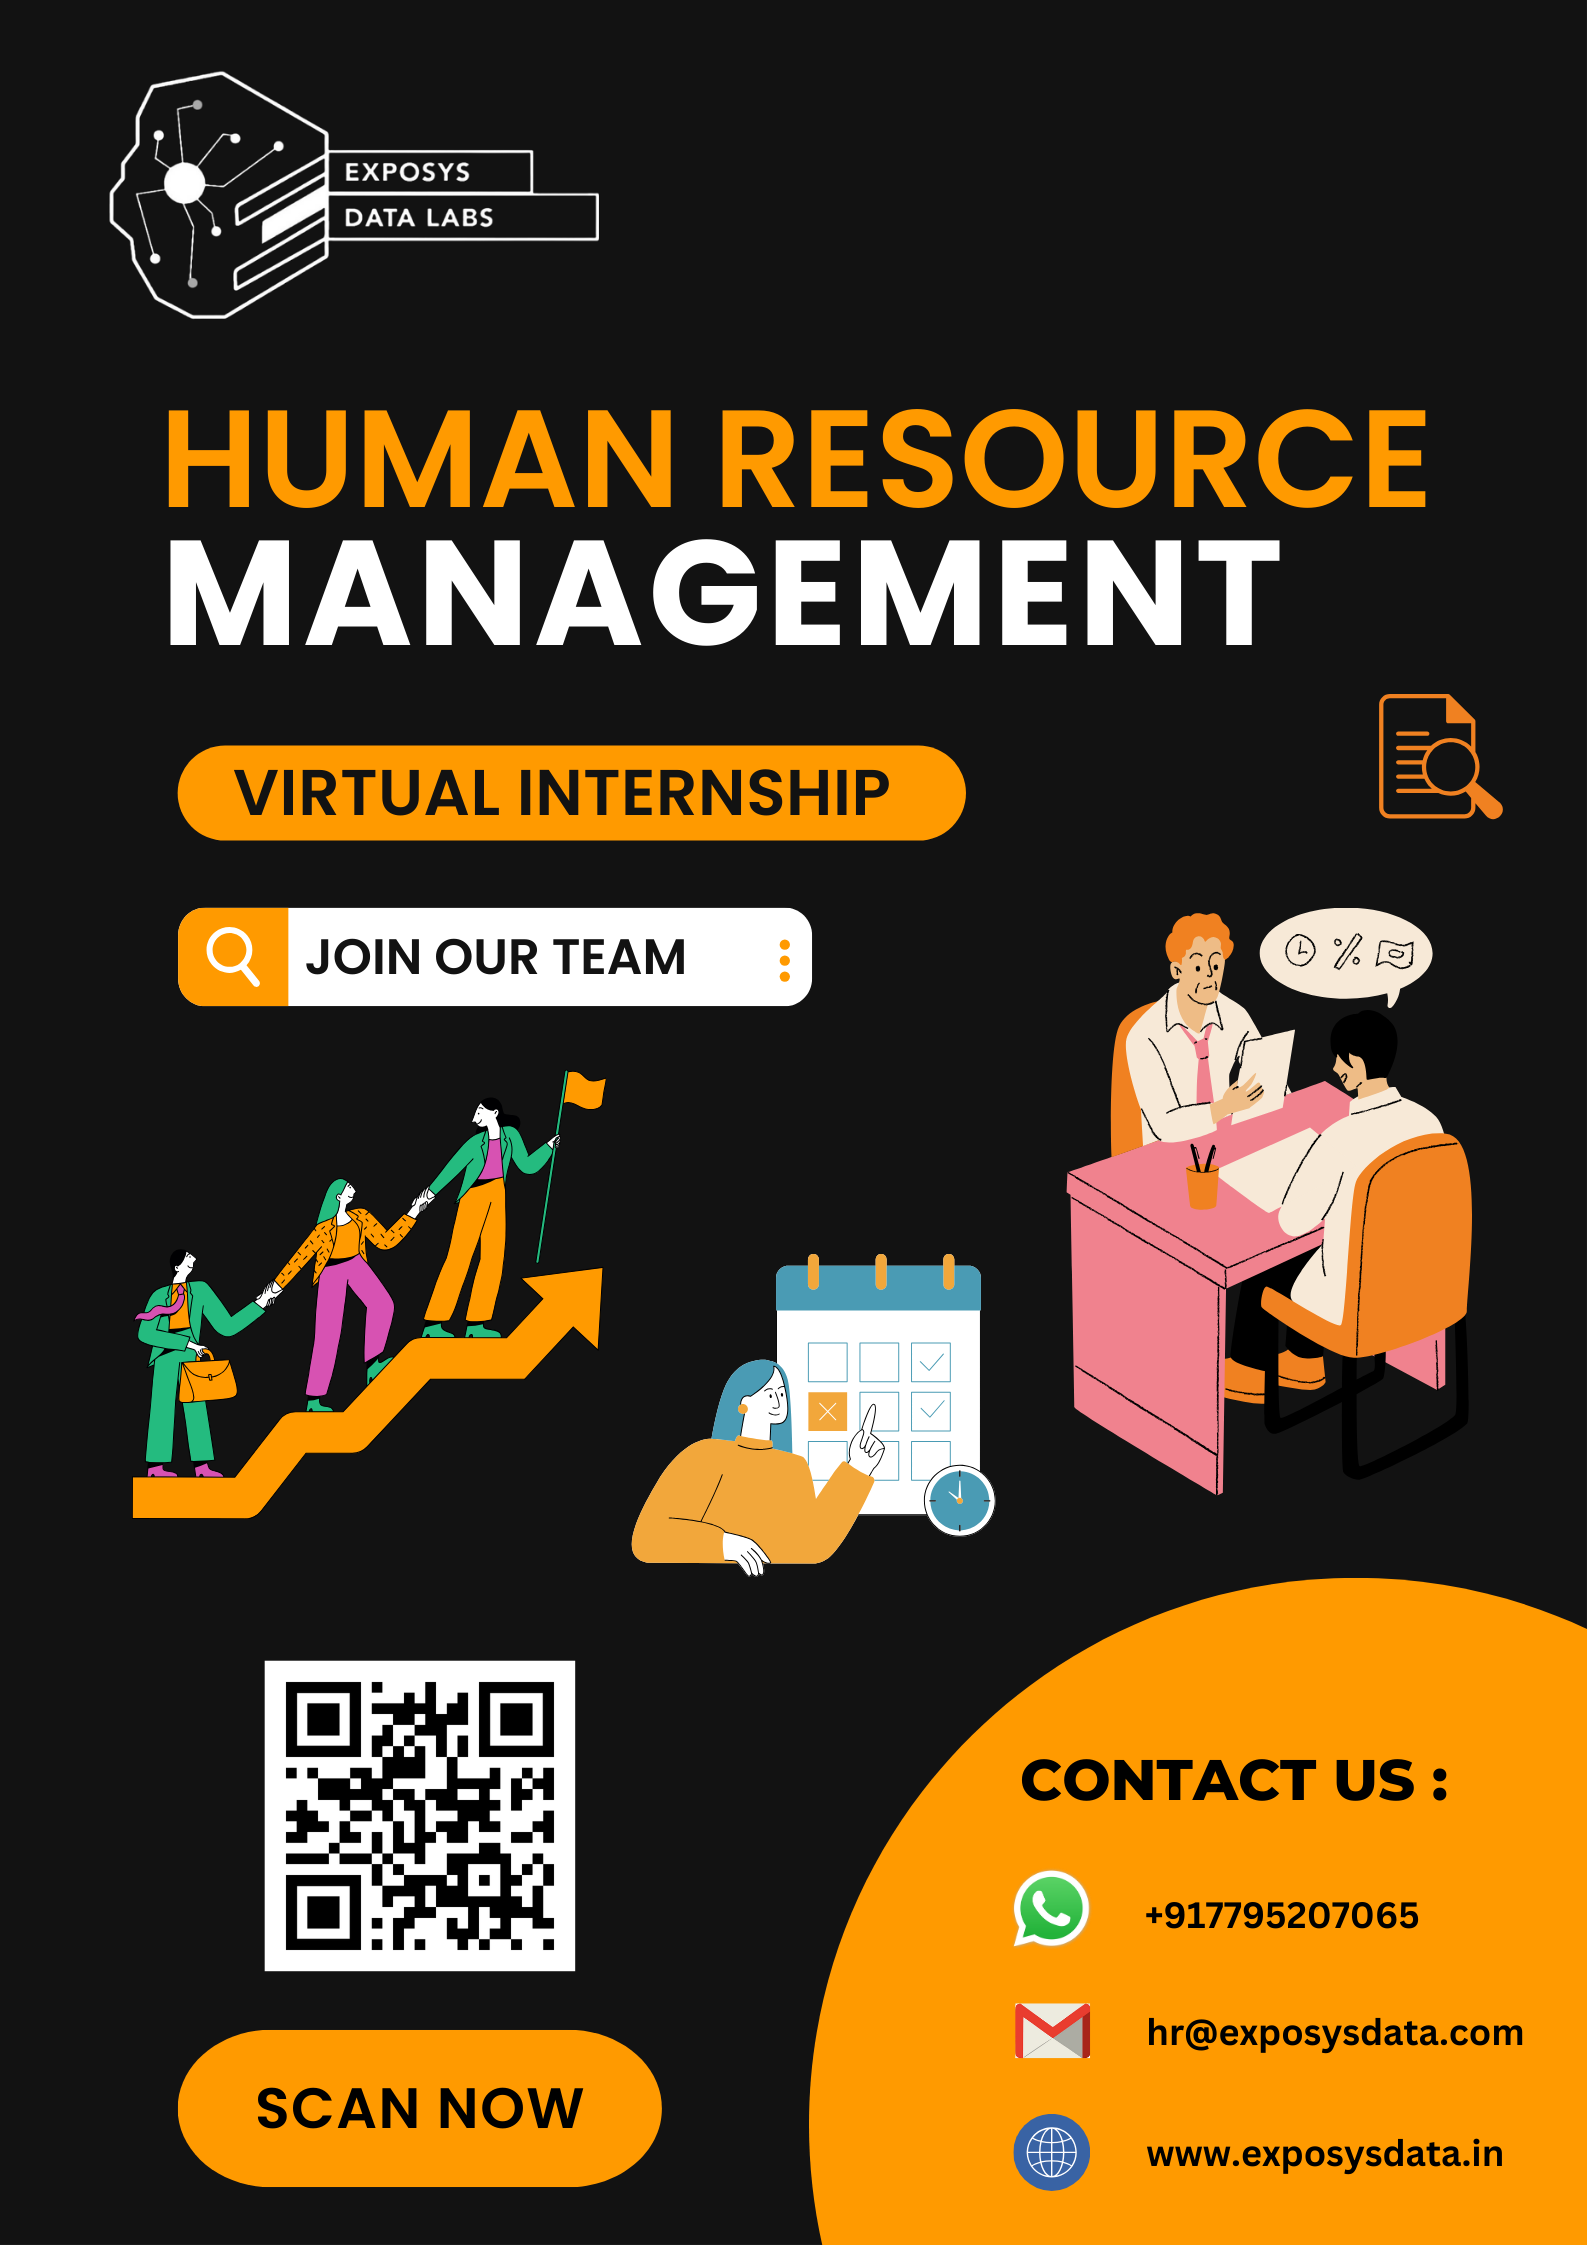 EXPOSYS
DATA LABS
HUMAN RESOURCE
MANAGEMENT
VIRTUAL INTERNSHIP
JOIN OUR TEAM
%
CONTACT US :
+917795207065
hr@exposysdata.com
www.exposysdata.in
SCAN NOW